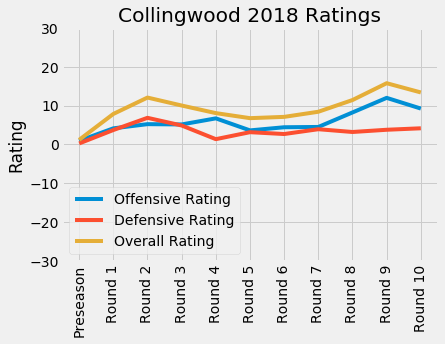 Collingwood 2018 Ratings
Rating
30
20
10
0
−10
−20
−30
Offensive Rating
Defensive Rating
Overall Rating
Preseason
Round 1
Round 2
Round 3
Round 4
Round 5
Round 6
Round 7
Round 8
Round 9
Round 10